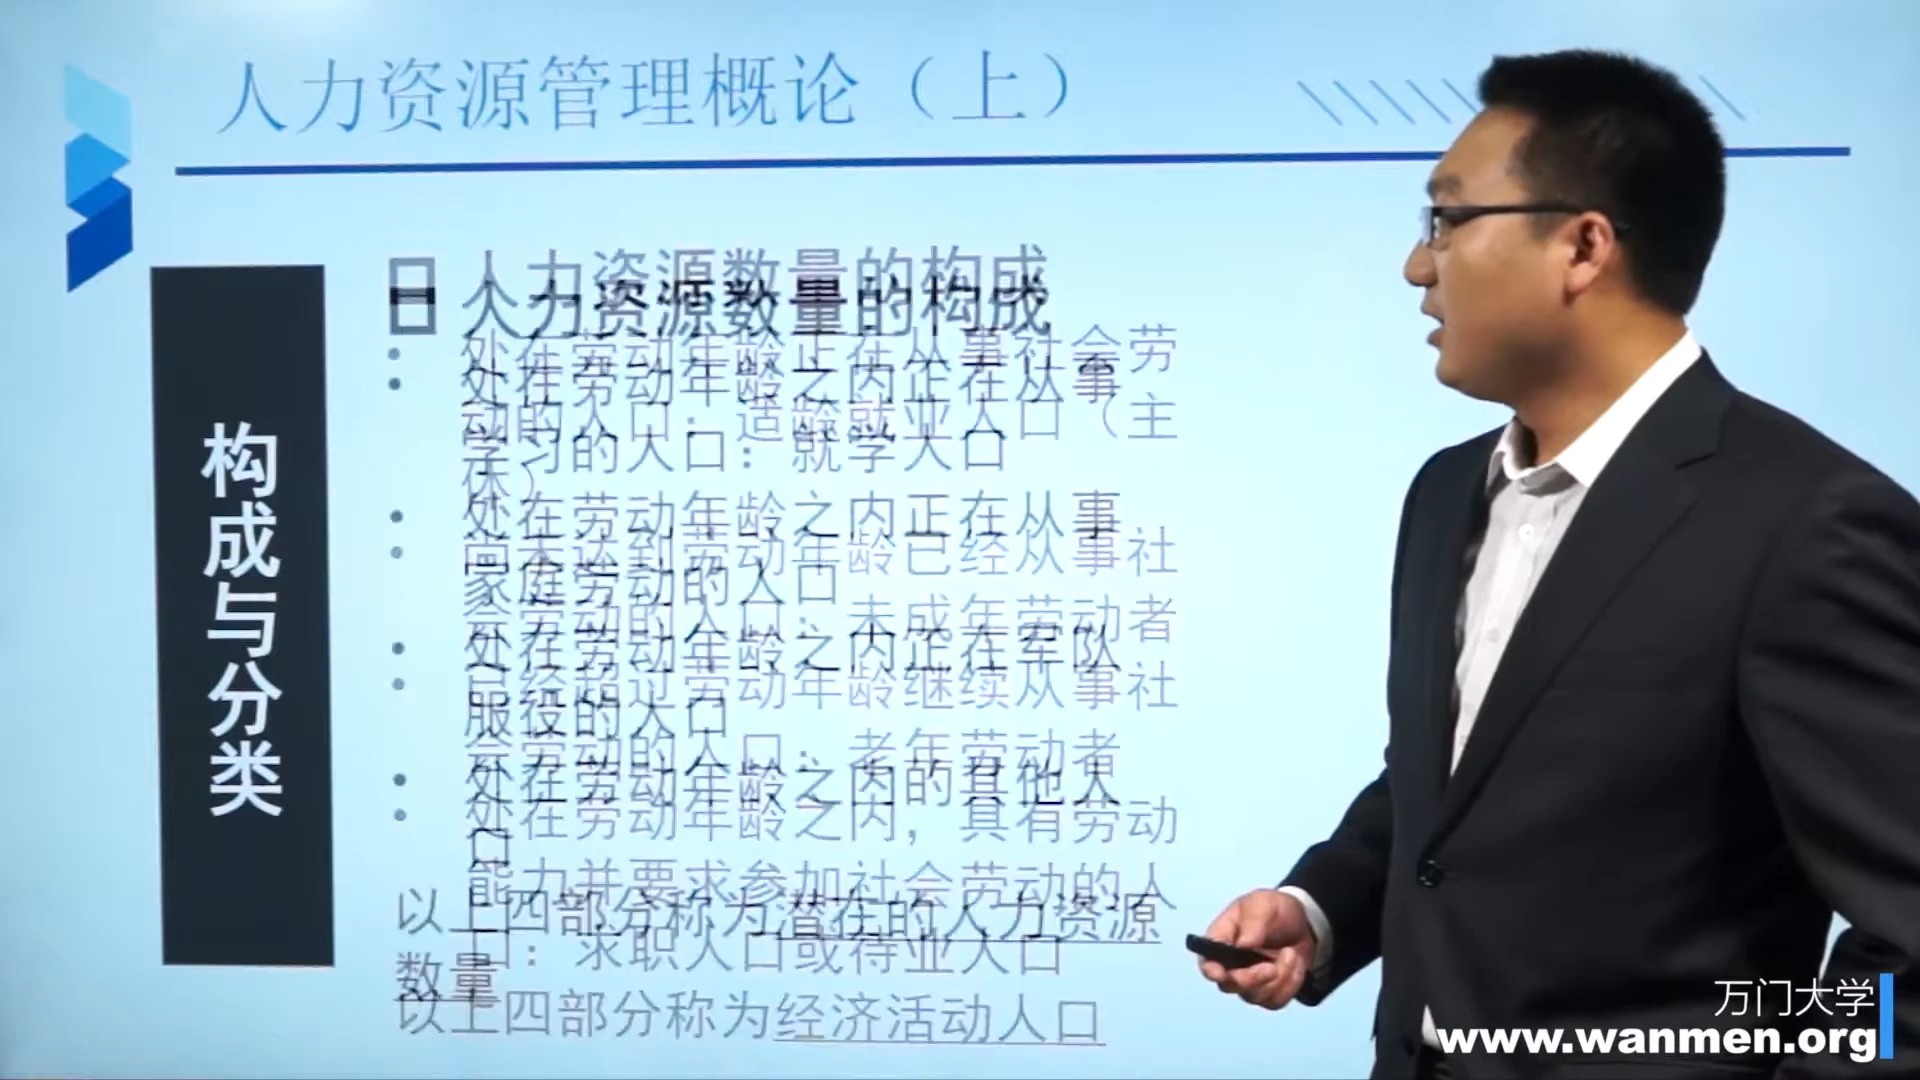 人力资源管理概论（上）
构成与分类
人力资源数量的构成
处在劳动年龄正在从事社会劳
动的人口：适龄就业人口（主
体）
尚未达到劳动年龄已经从事社
会劳动的人口：未成年劳动者
已经超过劳动年龄继续从事社
会劳动的人口：老年劳动者
处在劳动年龄之内，具有劳动
能力并要求参加社会劳动的人
口：求职人口或待业人口
以上四部分称为经济活动人口
人力资源数量的构成
处在劳动年龄之内正在从事
学习的人口：就学人口
处在劳动年龄之内正在从事
家庭劳动的人口
处在劳动年龄之内正在军队
服役的人口
处在劳动年龄之内的其他人
口
以上四部分称为潜在的人力资源
数量
万门大学
www.wanmen.org